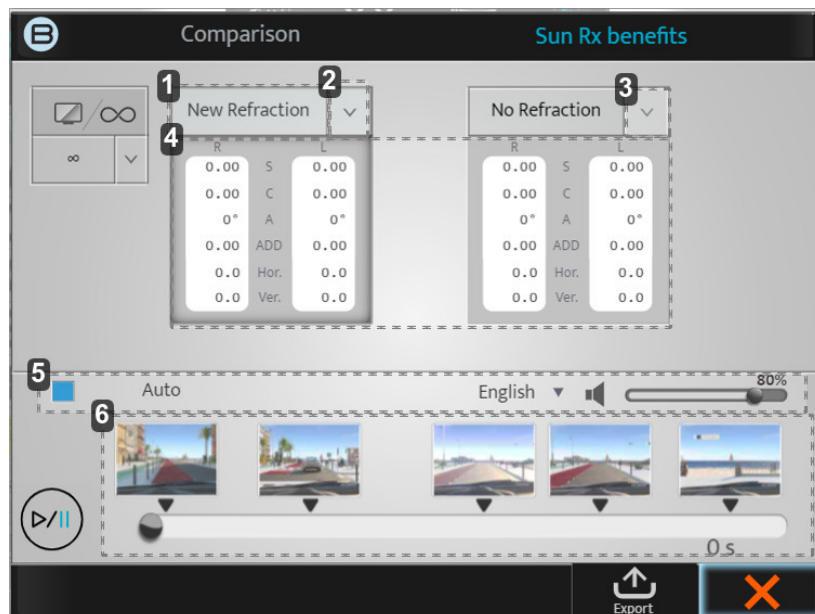 B Comparison Sun Rx benefits
1 2 3
New Refraction No Refraction
4
∞
∞
R L R L
0.00 S 0.00 0.00 S 0.00
0.00 C 0.00 0.00 C 0.00
0° A 0° 0° A 0°
0.00 ADD 0.00 0.00 ADD 0.00
0.0 Hor. 0.0 0.0 Hor. 0.0
0.0 Ver. 0.0 0.0 Ver. 0.0
5
Auto English 80%
6
0 s
Export